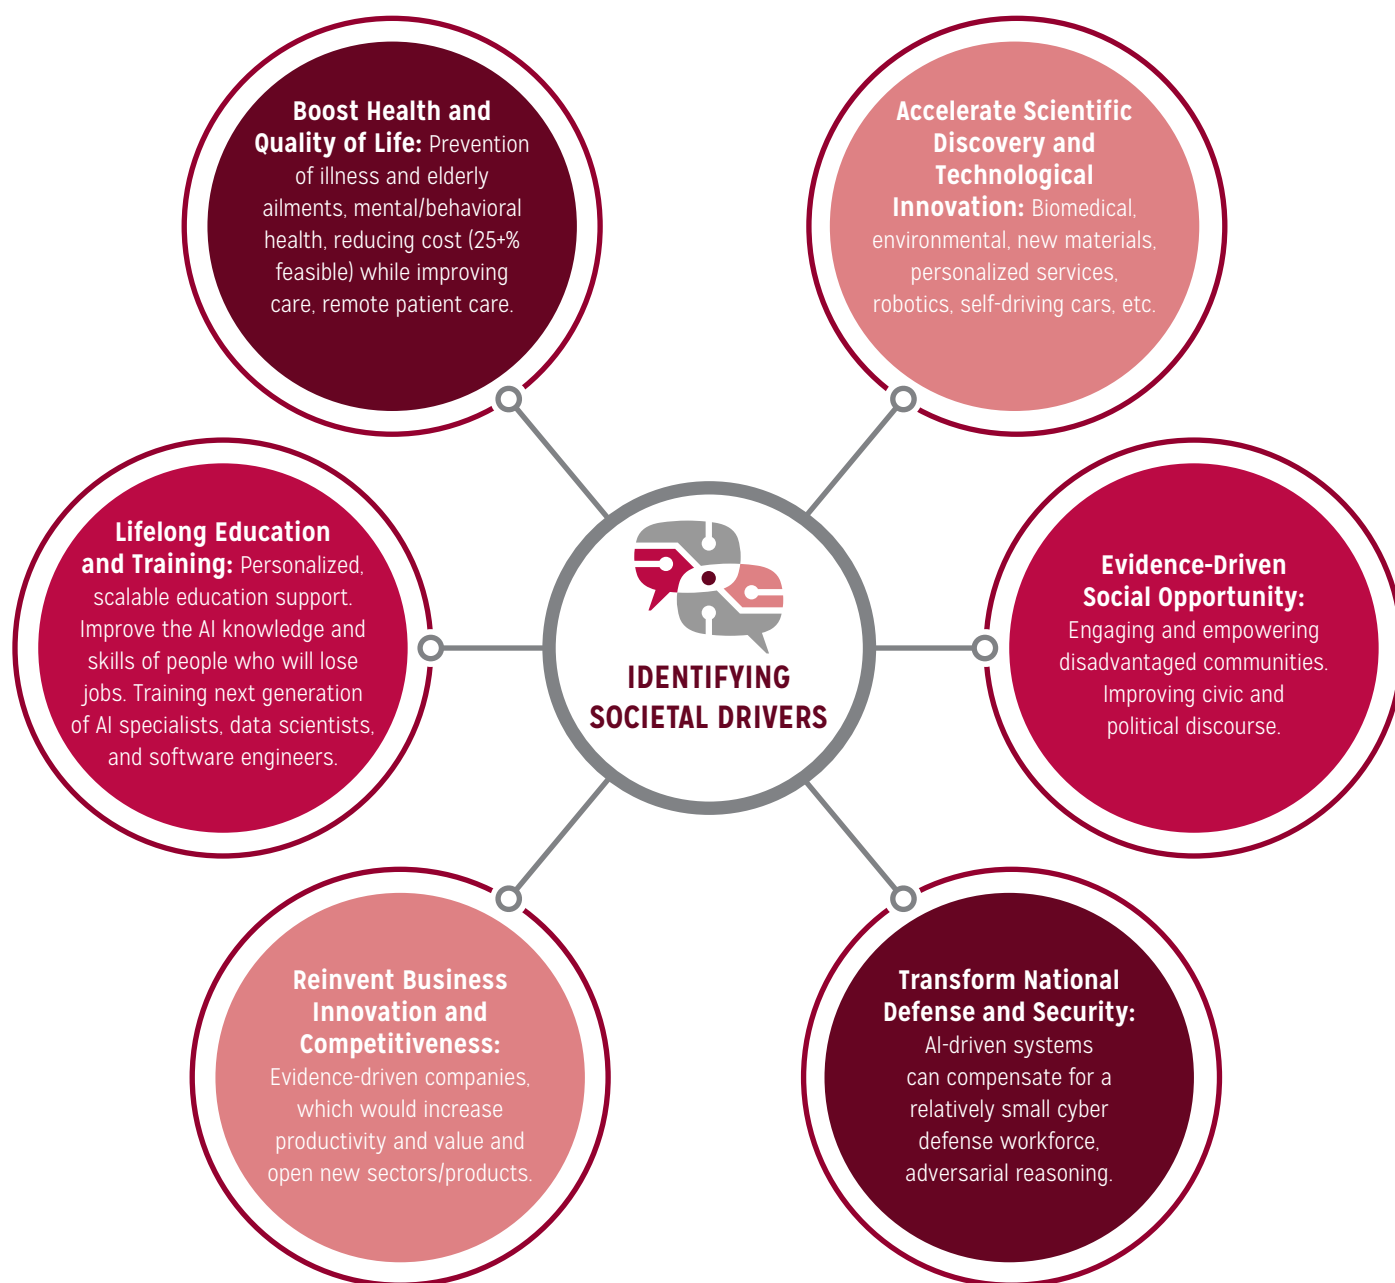 Boost Health and
Quality of Life: Prevention
of illness and elderly
ailments, mental/behavioral
health, reducing cost (25+%
feasible) while improving
care, remote patient care.
Accelerate Scientific
Discovery and
Technological
Innovation: Biomedical,
environmental, new materials,
personalized services,
robotics, self-driving cars, etc.
Lifelong Education
and Training: Personalized,
scalable education support.
Improve the AI knowledge and
skills of people who will lose
jobs. Training next generation
of AI specialists, data scientists,
and software engineers.
IDENTIFYING
SOCIETAL DRIVERS
Evidence-Driven
Social Opportunity:
Engaging and empowering
disadvantaged communities.
Improving civic and
political discourse.
Reinvent Business
Innovation and
Competitiveness:
Evidence-driven companies,
which would increase
productivity and value and
open new sectors/products.
Transform National
Defense and Security:
AI-driven systems
can compensate for a
relatively small cyber
defense workforce,
adversarial reasoning.